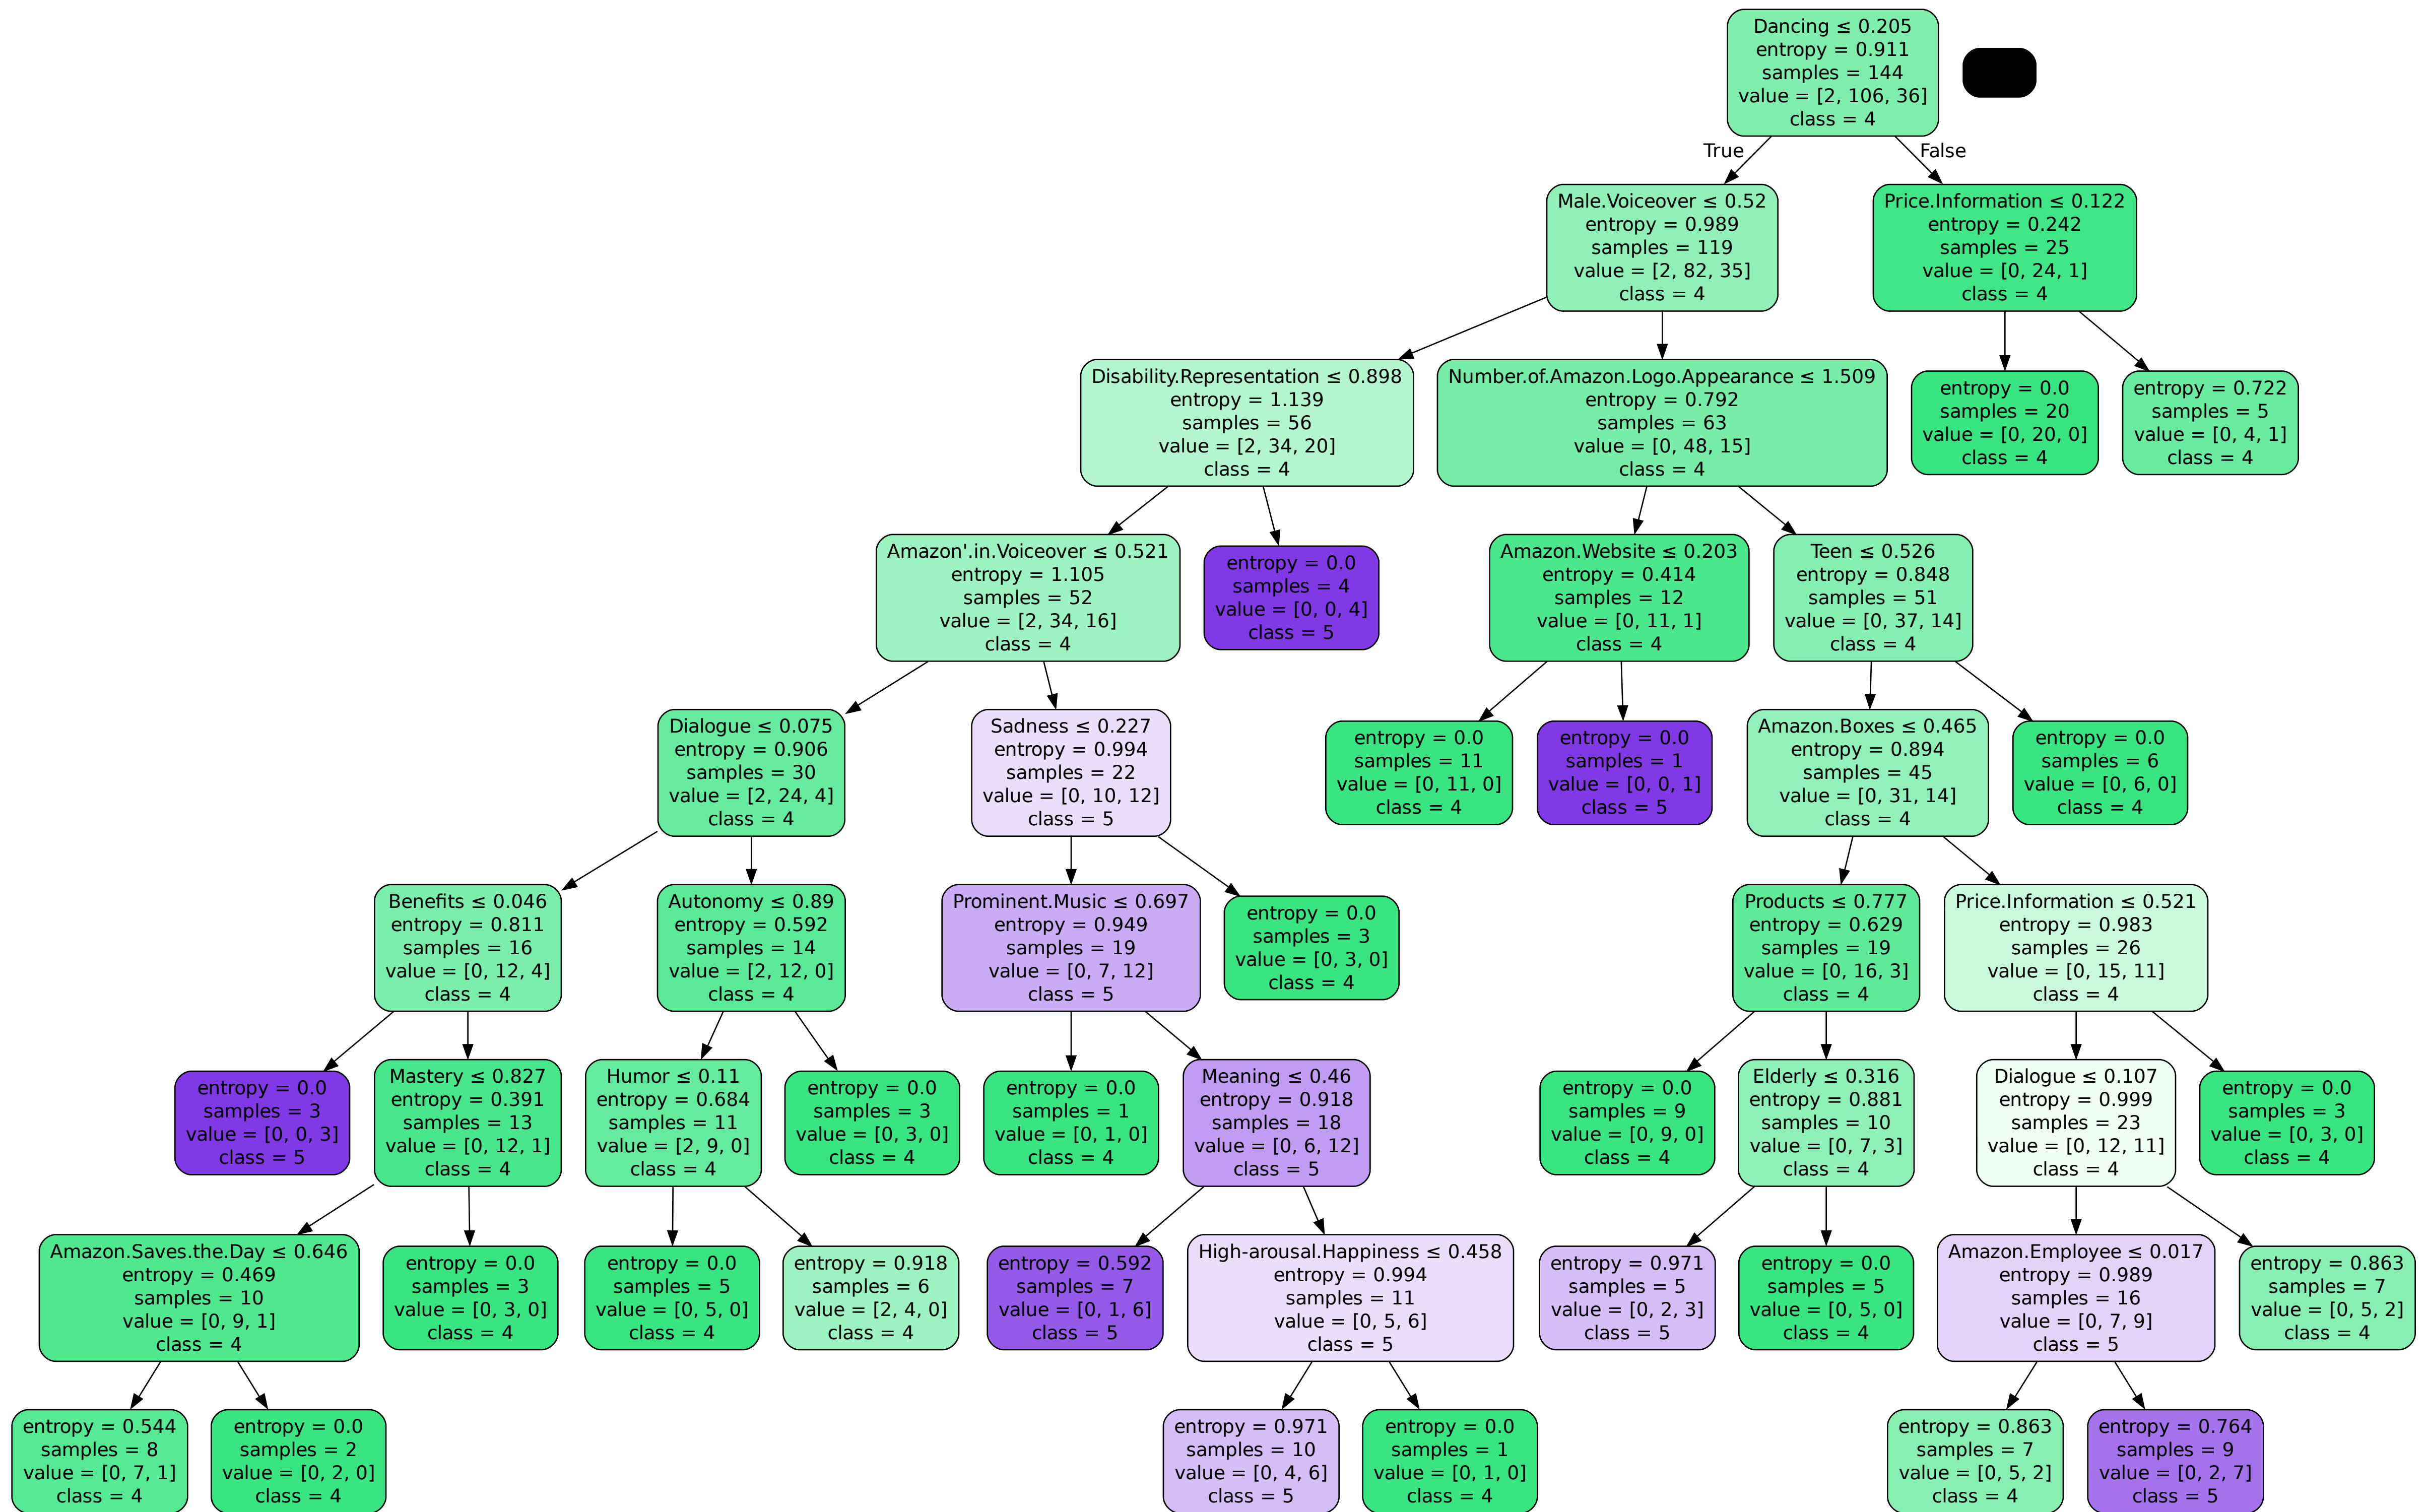 Dancing ≤ 0.205
entropy = 0.911
samples = 144
value = [2, 106, 36]
class = 4
True
False
Male.Voiceover ≤ 0.52
entropy = 0.989
samples = 119
value = [2, 82, 35]
class = 4
Price.Information ≤ 0.122
entropy = 0.242
samples = 25
value = [0, 24, 1]
class = 4
Disability.Representation ≤ 0.898
entropy = 1.139
samples = 56
value = [2, 34, 20]
class = 4
Number.of.Amazon.Logo.Appearance ≤ 1.509
entropy = 0.792
samples = 63
value = [0, 48, 15]
class = 4
entropy = 0.0
samples = 20
value = [0, 20, 0]
class = 4
entropy = 0.722
samples = 5
value = [0, 4, 1]
class = 4
Amazon'.in.Voiceover ≤ 0.521
entropy = 1.105
samples = 52
value = [2, 34, 16]
class = 4
entropy = 0.0
samples = 4
value = [0, 0, 4]
class = 5
Amazon.Website ≤ 0.203
entropy = 0.414
samples = 12
value = [0, 11, 1]
class = 4
Teen ≤ 0.526
entropy = 0.848
samples = 51
value = [0, 37, 14]
class = 4
Dialogue ≤ 0.075
entropy = 0.906
samples = 30
value = [2, 24, 4]
class = 4
Sadness ≤ 0.227
entropy = 0.994
samples = 22
value = [0, 10, 12]
class = 5
entropy = 0.0
samples = 11
value = [0, 11, 0]
class = 4
entropy = 0.0
samples = 1
value = [0, 0, 1]
class = 5
Amazon.Boxes ≤ 0.465
entropy = 0.894
samples = 45
value = [0, 31, 14]
class = 4
entropy = 0.0
samples = 6
value = [0, 6, 0]
class = 4
Benefits ≤ 0.046
entropy = 0.811
samples = 16
value = [0, 12, 4]
class = 4
Autonomy ≤ 0.89
entropy = 0.592
samples = 14
value = [2, 12, 0]
class = 4
Prominent.Music ≤ 0.697
entropy = 0.949
samples = 19
value = [0, 7, 12]
class = 5
entropy = 0.0
samples = 3
value = [0, 3, 0]
class = 4
Products ≤ 0.777
entropy = 0.629
samples = 19
value = [0, 16, 3]
class = 4
Price.Information ≤ 0.521
entropy = 0.983
samples = 26
value = [0, 15, 11]
class = 4
entropy = 0.0
samples = 3
value = [0, 0, 3]
class = 5
Mastery ≤ 0.827
entropy = 0.391
samples = 13
value = [0, 12, 1]
class = 4
Humor ≤ 0.11
entropy = 0.684
samples = 11
value = [2, 9, 0]
class = 4
entropy = 0.0
samples = 3
value = [0, 3, 0]
class = 4
entropy = 0.0
samples = 1
value = [0, 1, 0]
class = 4
Meaning ≤ 0.46
entropy = 0.918
samples = 18
value = [0, 6, 12]
class = 5
entropy = 0.0
samples = 9
value = [0, 9, 0]
class = 4
Elderly ≤ 0.316
entropy = 0.881
samples = 10
value = [0, 7, 3]
class = 4
Dialogue ≤ 0.107
entropy = 0.999
samples = 23
value = [0, 12, 11]
class = 4
entropy = 0.0
samples = 3
value = [0, 3, 0]
class = 4
Amazon.Saves.the.Day ≤ 0.646
entropy = 0.469
samples = 10
value = [0, 9, 1]
class = 4
entropy = 0.0
samples = 3
value = [0, 3, 0]
class = 4
entropy = 0.0
samples = 5
value = [0, 5, 0]
class = 4
entropy = 0.918
samples = 6
value = [2, 4, 0]
class = 4
entropy = 0.592
samples = 7
value = [0, 1, 6]
class = 5
High-arousal.Happiness ≤ 0.458
entropy = 0.994
samples = 11
value = [0, 5, 6]
class = 5
entropy = 0.971
samples = 5
value = [0, 2, 3]
class = 5
entropy = 0.0
samples = 5
value = [0, 5, 0]
class = 4
Amazon.Employee ≤ 0.017
entropy = 0.989
samples = 16
value = [0, 7, 9]
class = 5
entropy = 0.863
samples = 7
value = [0, 5, 2]
class = 4
entropy = 0.544
samples = 8
value = [0, 7, 1]
class = 4
entropy = 0.0
samples = 2
value = [0, 2, 0]
class = 4
entropy = 0.971
samples = 10
value = [0, 4, 6]
class = 5
entropy = 0.0
samples = 1
value = [0, 1, 0]
class = 4
entropy = 0.863
samples = 7
value = [0, 5, 2]
class = 4
entropy = 0.764
samples = 9
value = [0, 2, 7]
class = 5